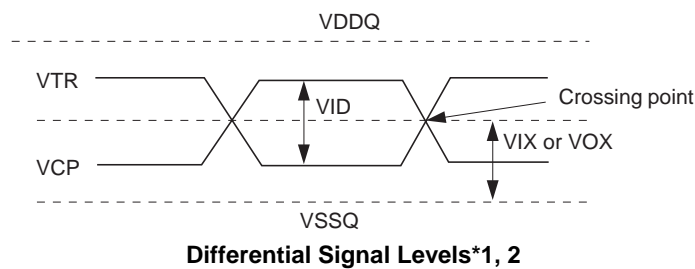 VDDQ
VTR
VID
Crossing point
VIX or VOX
VCP
VSSQ
Differential Signal Levels*1, 2